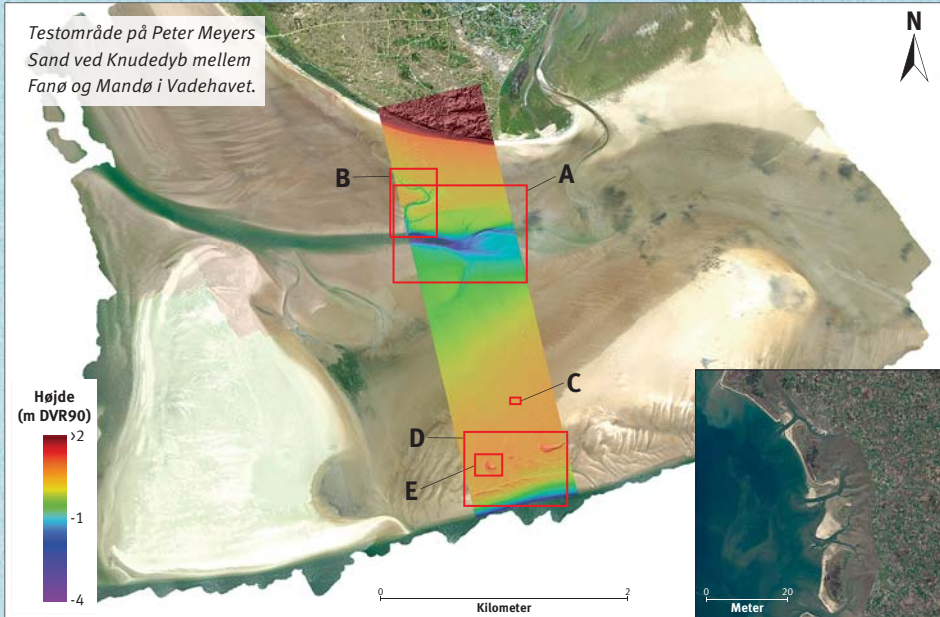 Testområde på Peter Meyers
Sand ved Knudedyb mellem
Fanø og Mandø i Vadehavet.
N
B
A
C
D
E
Højde
(m DVR90)
>2
-1
-4
0 2
Kilometer
0 20
Meter